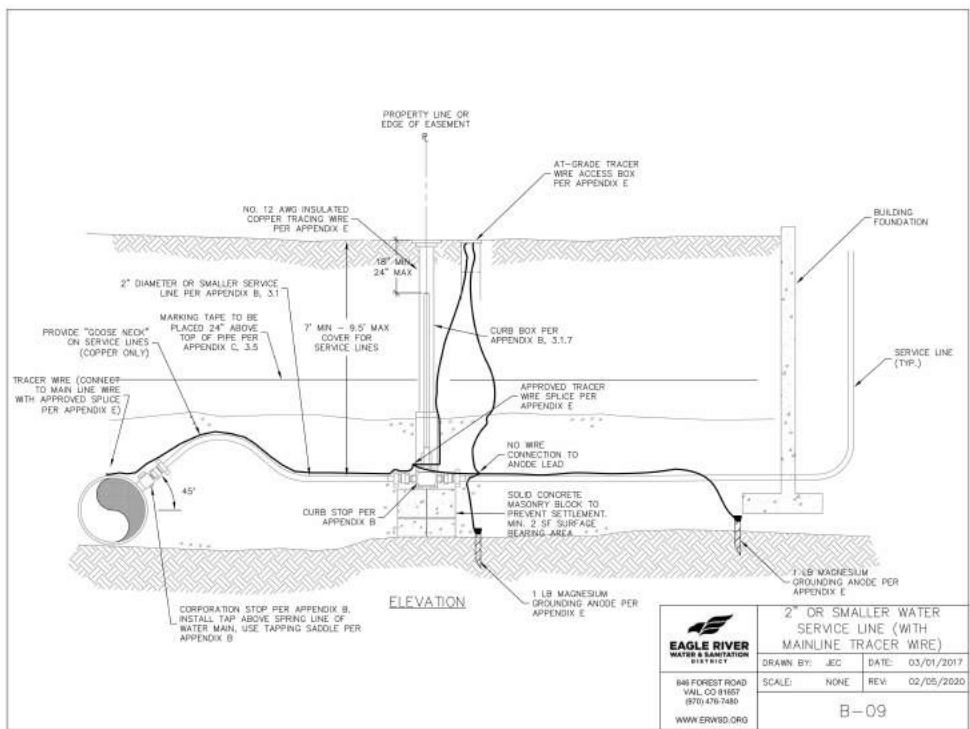 PROPERTY LINE OR
EDGE OF EASEMENT
AT-GRADE TRACER
WIRE ACCESS BOX
PER APPENDIX E
NO. 12 AWG INSULATED
COPPER TRACING WIRE
PER APPENDIX E
BUILDING
FOUNDATION
18" MIN.
24" MAX
2" DIAMETER OR SMALLER SERVICE
LINE PER APPENDIX B, 3.1
MARKING TAPE TO BE
PLACED 24" ABOVE
TOP OF PIPE PER
APPENDIX C, 3.5
7' MIN - 9.5' MAX
COVER FOR
SERVICE LINES
CURB BOX PER
APPENDIX B, 3.1.7
PROVIDE "GOOSE NECK"
ON SERVICE LINES
(COPPER ONLY)
SERVICE LINE
(TYP.)
TRACER WIRE (CONNECT
TO MAIN LINE WIRE
WITH APPROVED SPLICE
PER APPENDIX E)
APPROVED TRACER
WIRE SPLICE PER
APPENDIX E
NO WIRE
CONNECTION TO
ANODE LEAD
45°
CURB STOP PER
APPENDIX B
SOLID CONCRETE
MASONRY BLOCK TO
PREVENT SETTLEMENT.
MIN. 2 SF SURFAGE
BEARING AREA
CORPORATION STOP PER APPENDIX B.
INSTALL TAP ABOVE SPRING LINE OF
WATER MAIN, USE TAPPING SADDLE PER
APPENDIX B
ELEVATION
1 LB MAGNESIUM
GROUNDING ANODE PER
APPENDIX E
1 LB MAGNESIUM
GROUNDING ANODE PER
APPENDIX E
EAGLE RIVER
WATER & SANITATION
DISTRICT
846 FOREST ROAD
VAIL, CO 81657
(970) 476-7480
WWW.ERWSD.ORG
2" OR SMALLER WATER
SERVICE LINE (WITH
MAINLINE TRACER WIRE)
DRAWN BY: JEC DATE: 03/01/2017
SCALE: NONE REV: 02/05/2020
B-09